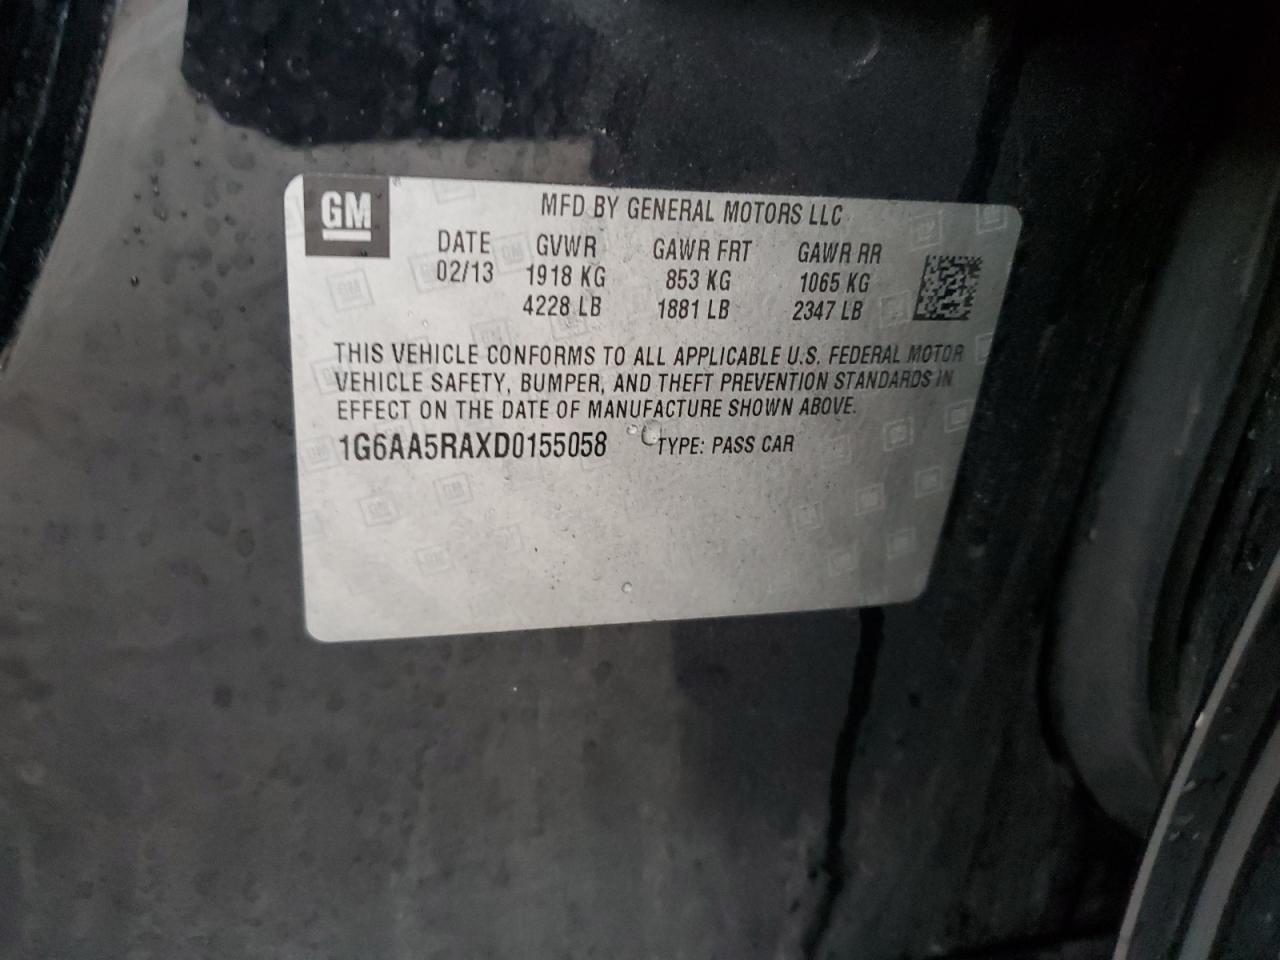 GM
MFD BY GENERAL MOTORS LLC
DATE GVWR GAWR FRT GAWR RR
02/13 1918 KG 853 KG 1065 KG
4228 LB 1881 LB 2347 LB
THIS VEHICLE CONFORMS TO ALL APPLICABLE U.S. FEDERAL MOTOR
VEHICLE SAFETY, BUMPER, AND THEFT PREVENTION STANDARDS IN
EFFECT ON THE DATE OF MANUFACTURE SHOWN ABOVE.
1G6AA5RAXD0155058 TYPE: PASS CAR